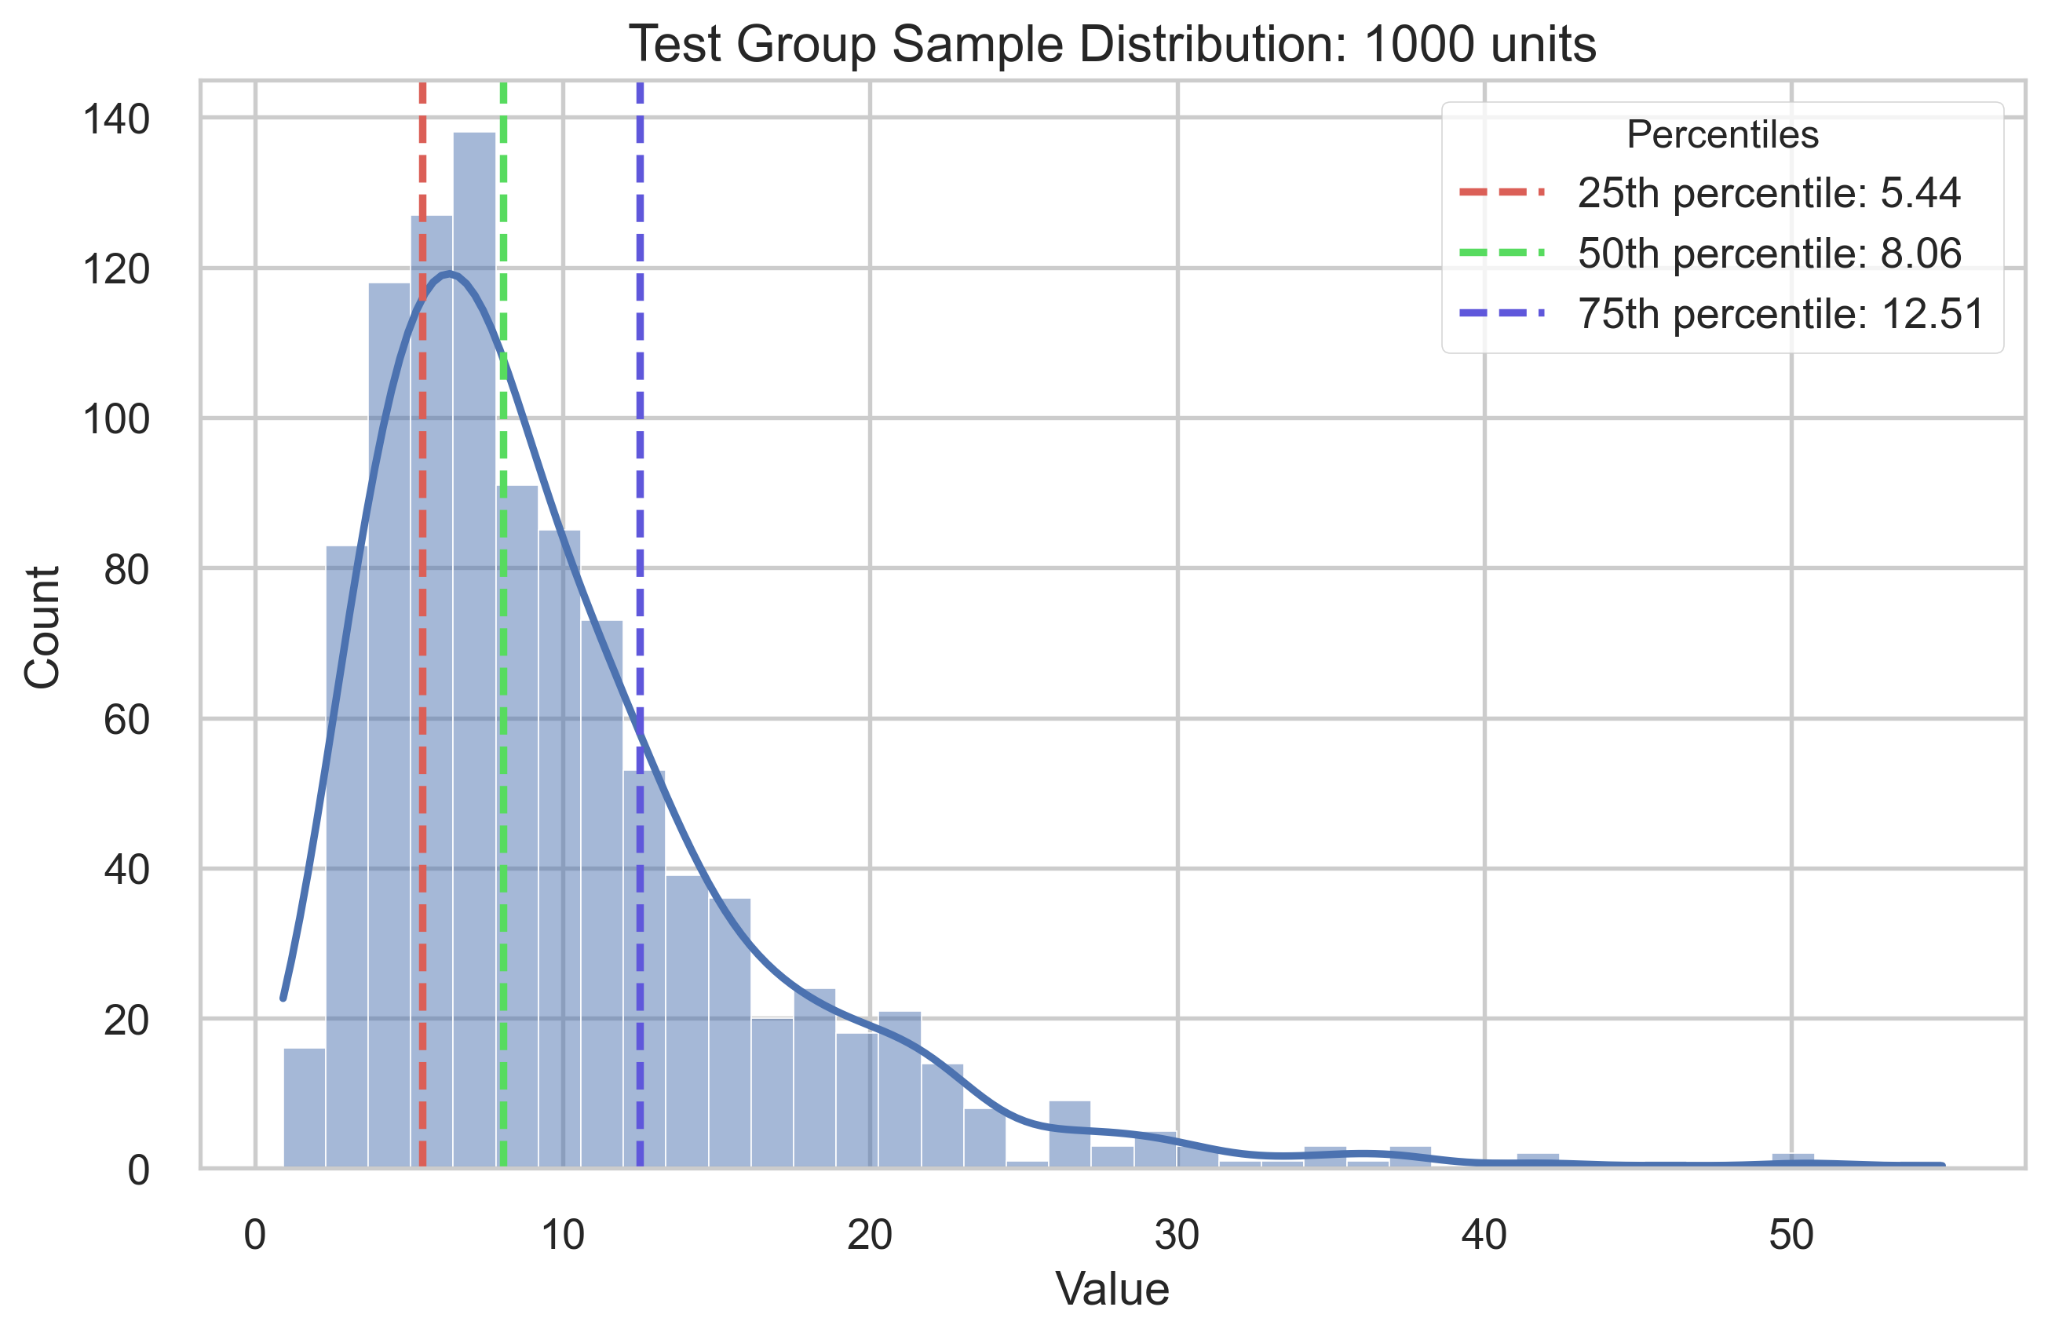 Test Group Sample Distribution: 1000 units
140
120
100
80
60
40
20
0
Count
Percentiles
25th percentile: 5.44
50th percentile: 8.06
75th percentile: 12.51
0 10 20 30 40 50
Value